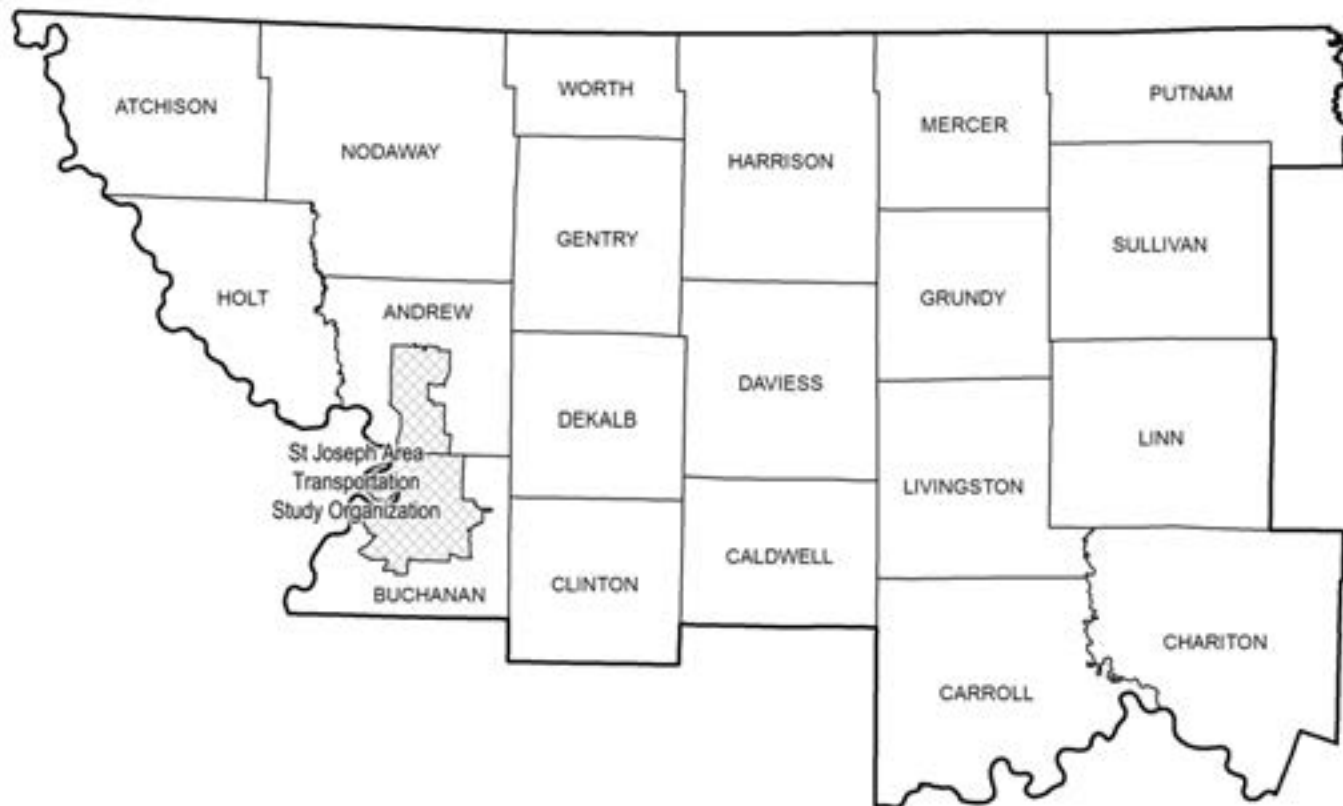 WORTH
PUTNAM
ATCHISON
MERCER
NODAWAY
HARRISON
GENTRY
SULLIVAN
HOLT
GRUNDY
ANDREW
DAVIESS
DEKALB
LINN
St Joseph Area
Transportation
Study Organization
LIVINGSTON
CALDWELL
CLINTON
BUCHANAN
CHARITON
CARROLL